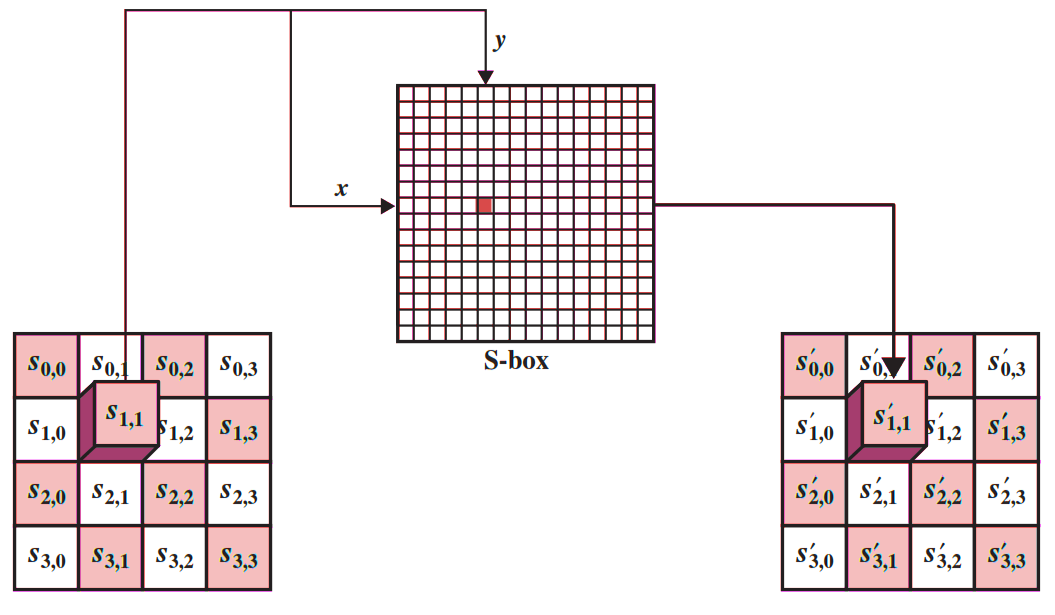 y
x
S-box
s0,0 s0,1 s0,2 s0,3
s1,0 s1,1 s1,2 s1,3
s2,0 s2,1 s2,2 s2,3
s3,0 s3,1 s3,2 s3,3
s′0,0 s′0, s′0,2 s′0,3
s′1,0 s′1,1 s′1,2 s′1,3
s′2,0 s′2,1 s′2,2 s′2,3
s′3,0 s′3,1 s′3,2 s′3,3